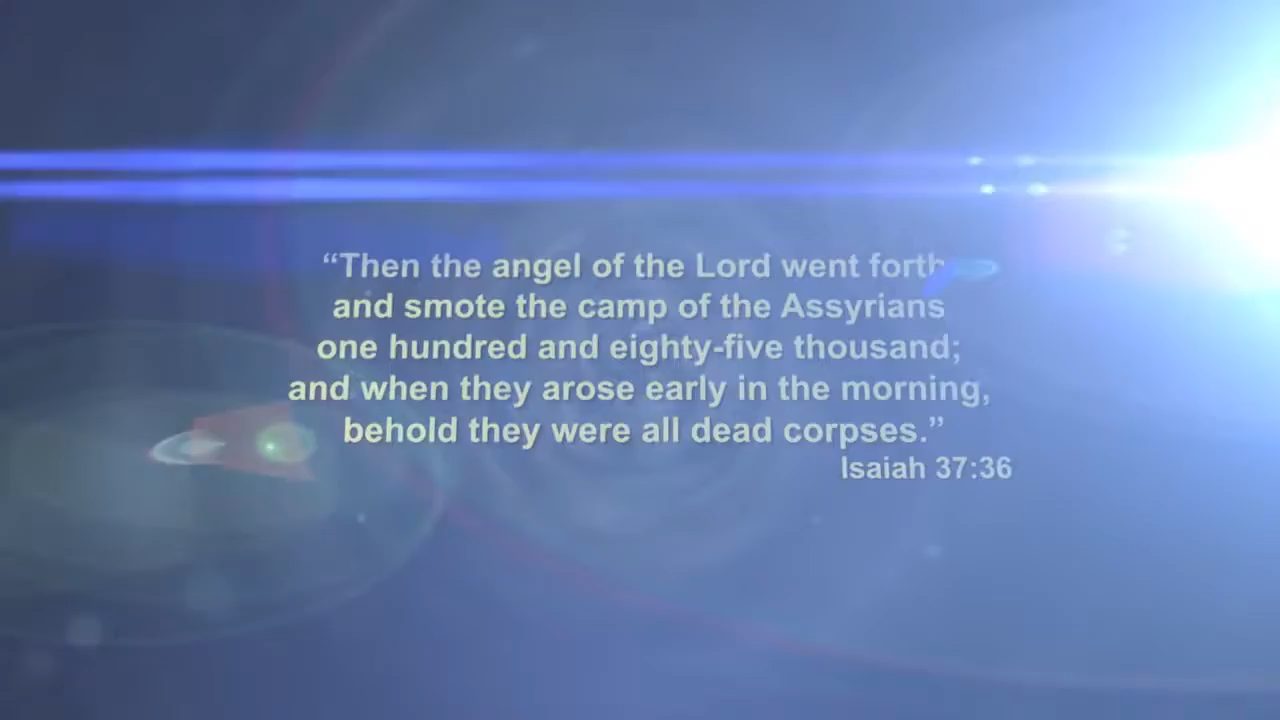 “Then the angel of the Lord went forth
and smote the camp of the Assyrians
one hundred and eighty-five thousand;
and when they arose early in the morning,
behold they were all dead corpses.”
Isaiah 37:36